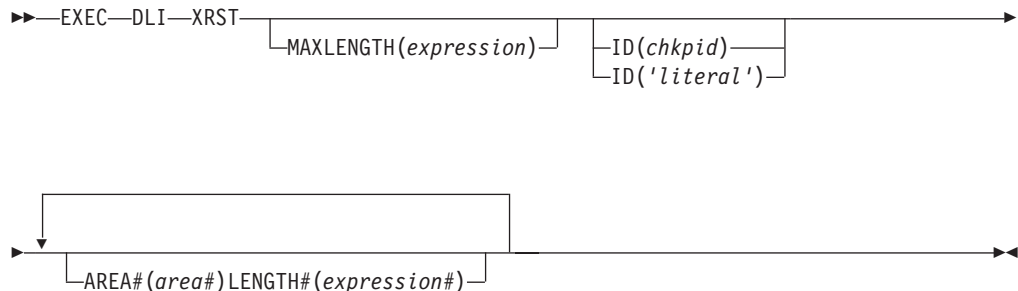 EXEC DLI XRST
MAXLENGTH(expression)
ID(chkpid)
ID('literal')
AREA#(area#)LENGTH#(expression#)